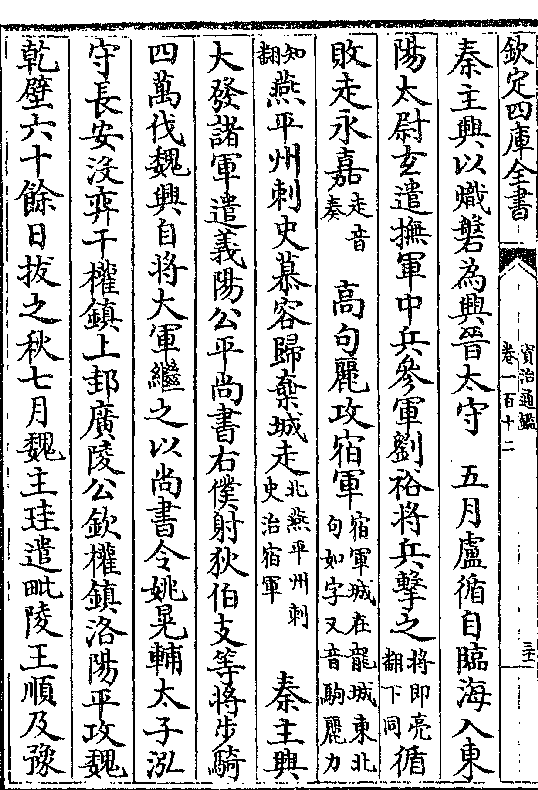 欽定四庫全書
資治通鑑
卷一百十二
三十一
秦主興以熾磐為興晉太守　五月盧循自臨海入東
陽太尉玄遣撫軍中兵參軍劉裕將兵擊之將即亮翻下同循
敗走永嘉走音奏　高句麗攻宿軍宿軍城在龍城東北句如字又音駒麗力
知翻燕平州刺史慕容歸棄城走北燕平州刺史治宿軍　秦主興
大發諸軍遣義陽公平尚書右僕射狄伯支等將步騎
四萬伐魏興自將大軍繼之以尚書令姚晃輔太子泓
守長安没弈干權鎮上邽廣陵公欽權鎮洛陽平攻魏
乾壁六十餘日拔之秋七月魏主珪遣毗陵王順及豫